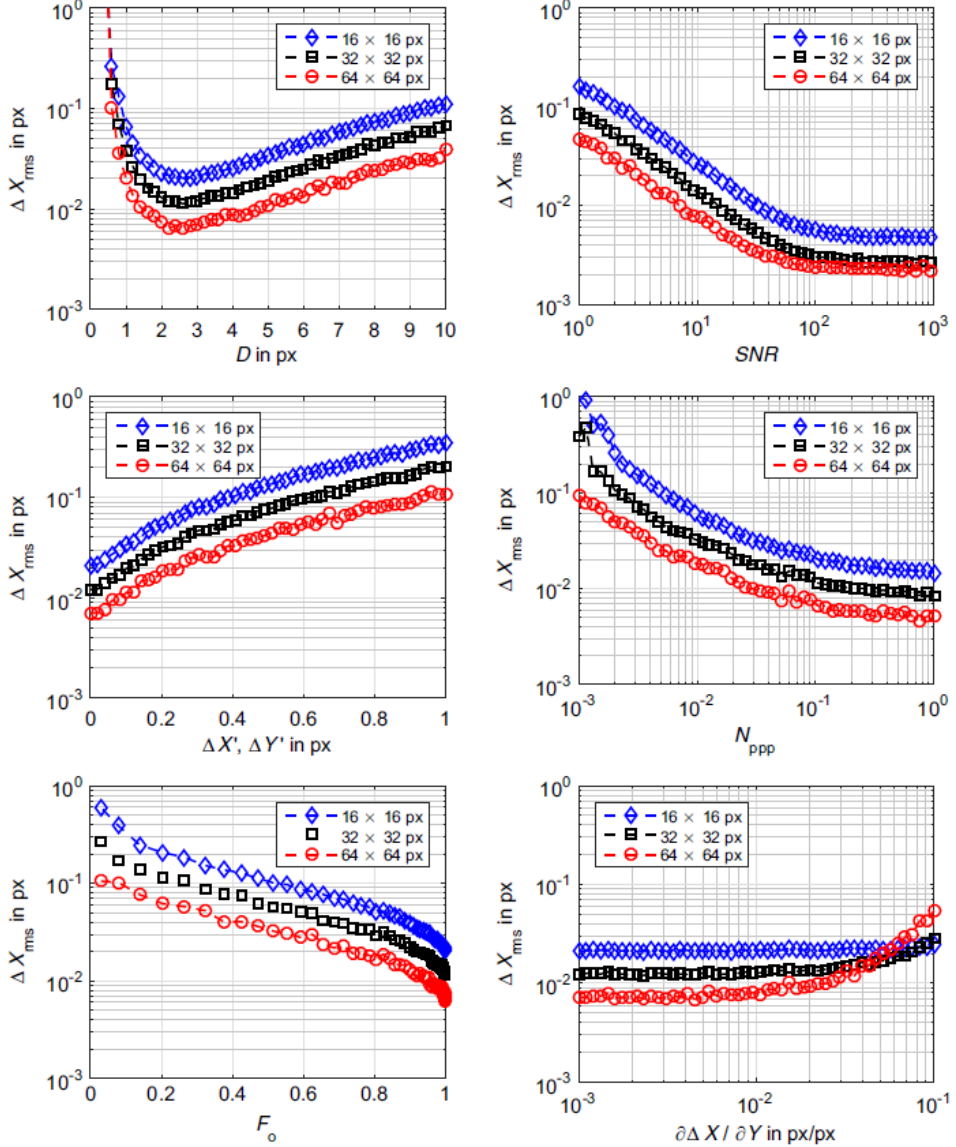 Δ X_rms in px
10^0
10^-1
10^-2
10^-3
16 × 16 px
32 × 32 px
64 × 64 px
0 1 2 3 4 5 6 7 8 9 10
D in px
Δ X_rms in px
10^0
10^-1
10^-2
10^-3
16 × 16 px
32 × 32 px
64 × 64 px
10^0 10^1 10^2 10^3
SNR
Δ X_rms in px
10^0
10^-1
10^-2
10^-3
16 × 16 px
32 × 32 px
64 × 64 px
0 0.2 0.4 0.6 0.8 1
Δ X', Δ Y' in px
Δ X_rms in px
10^0
10^-1
10^-2
10^-3
16 × 16 px
32 × 32 px
64 × 64 px
10^-3 10^-2 10^-1 10^0
N_ppp
Δ X_rms in px
10^0
10^-1
10^-2
10^-3
16 × 16 px
32 × 32 px
64 × 64 px
0 0.2 0.4 0.6 0.8 1
F_o
Δ X_rms in px
10^0
10^-1
10^-2
10^-3
16 × 16 px
32 × 32 px
64 × 64 px
10^-3 10^-2 10^-1
∂Δ X / ∂ Y in px/px